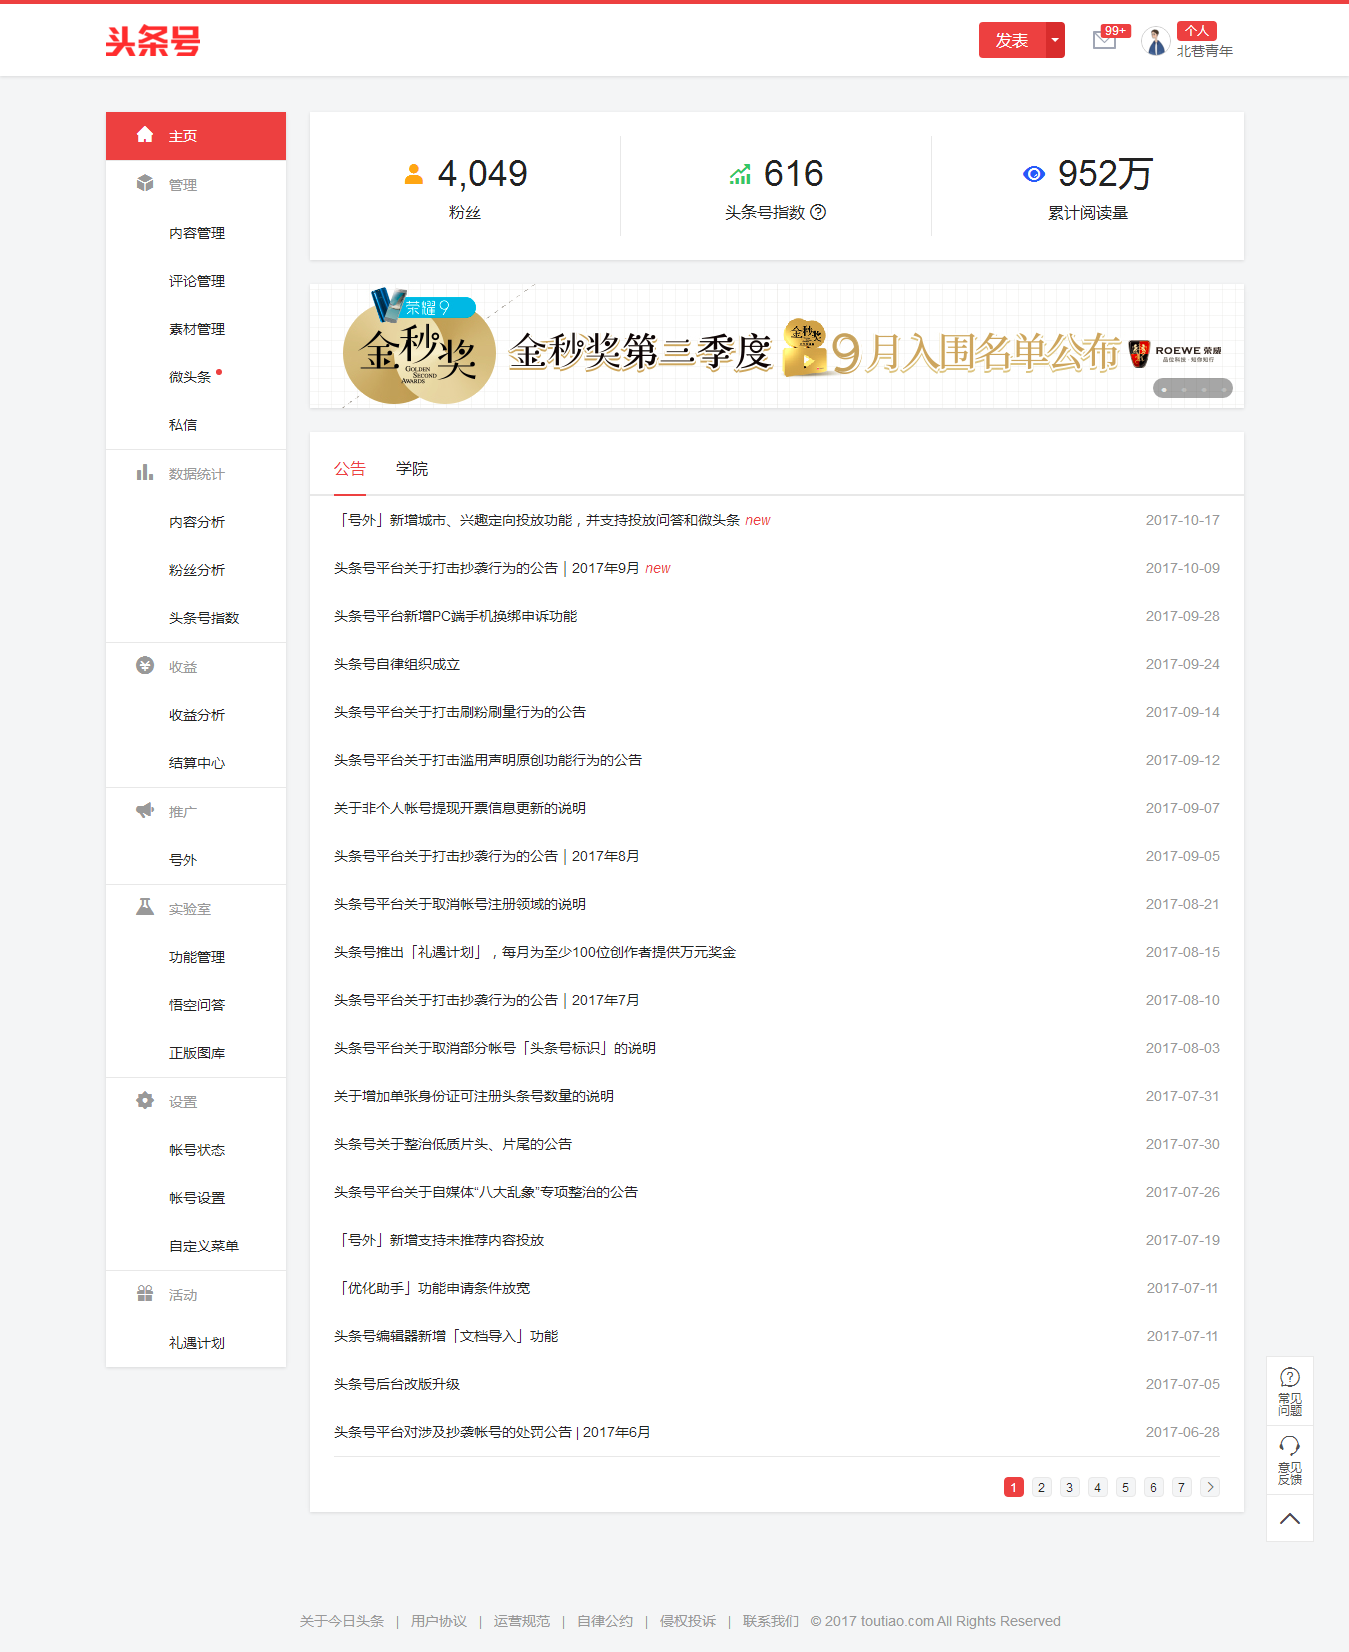 头条号
发表
99+
个人
北巷青年
主页
管理
内容管理
评论管理
素材管理
微头条
私信
数据统计
内容分析
粉丝分析
头条号指数
收益
收益分析
结算中心
推广
号外
实验室
功能管理
悟空问答
正版图库
设置
帐号状态
帐号设置
自定义菜单
活动
礼遇计划
4,049
粉丝
616
头条号指数
952万
累计阅读量
荣耀9
金秒奖
GOLDEN
SECOND
AWARDS
金秒奖第三季度
金秒奖
9月入围名单公布
ROEWE 荣威
品位科技·知你知行
公告 学院
「号外」新增城市、兴趣定向投放功能，并支持投放问答和微头条 new 2017-10-17
头条号平台关于打击抄袭行为的公告｜2017年9月 new 2017-10-09
头条号平台新增PC端手机换绑申诉功能 2017-09-28
头条号自律组织成立 2017-09-24
头条号平台关于打击刷粉刷量行为的公告 2017-09-14
头条号平台关于打击滥用声明原创功能行为的公告 2017-09-12
关于非个人帐号提现开票信息更新的说明 2017-09-07
头条号平台关于打击抄袭行为的公告｜2017年8月 2017-09-05
头条号平台关于取消帐号注册领域的说明 2017-08-21
头条号推出「礼遇计划」，每月为至少100位创作者提供万元奖金 2017-08-15
头条号平台关于打击抄袭行为的公告｜2017年7月 2017-08-10
头条号平台关于取消部分帐号「头条号标识」的说明 2017-08-03
关于增加单张身份证可注册头条号数量的说明 2017-07-31
头条号关于整治低质片头、片尾的公告 2017-07-30
头条号平台关于自媒体“八大乱象”专项整治的公告 2017-07-26
「号外」新增支持未推荐内容投放 2017-07-19
「优化助手」功能申请条件放宽 2017-07-11
头条号编辑器新增「文档导入」功能 2017-07-11
头条号后台改版升级 2017-07-05
头条号平台对涉及抄袭帐号的处罚公告 | 2017年6月 2017-06-28
1 2 3 4 5 6 7
常见
问题
意见
反馈
关于今日头条 | 用户协议 | 运营规范 | 自律公约 | 侵权投诉 | 联系我们 © 2017 toutiao.com All Rights Reserved